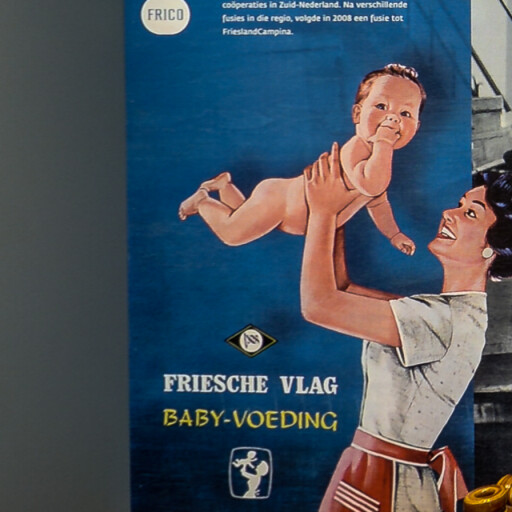 FRICO
coöperaties in Zuid-Nederland. Na verschillende
fusies in die regio, volgde in 2008 een fusie tot
FrieslandCampina.
FRIESCHE VLAG
BABY-VOEDING